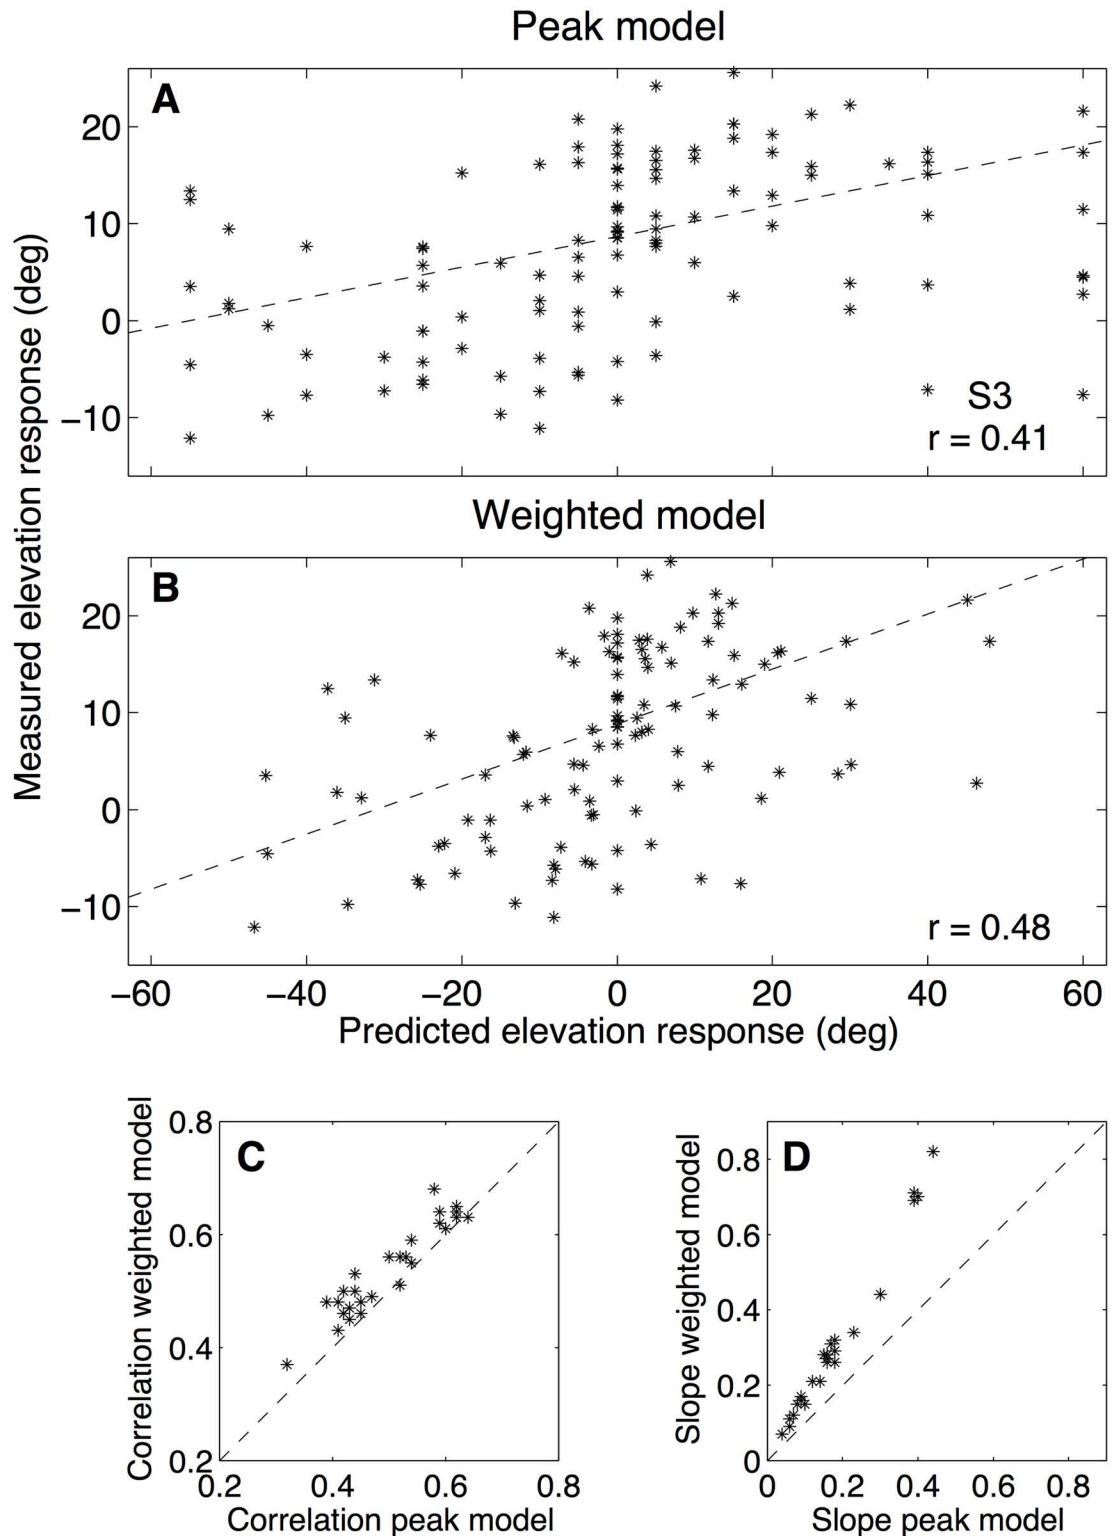 Peak model
A
20
10
0
−10
S3
r = 0.41
Measured elevation response (deg)
Weighted model
B
20
10
0
−10
r = 0.48
−60 −40 −20 0 20 40 60
Predicted elevation response (deg)
C
Correlation weighted model
0.8
0.6
0.4
0.2
0.2 0.4 0.6 0.8
Correlation peak model
D
Slope weighted model
0.8
0.6
0.4
0.2
0
0 0.2 0.4 0.6 0.8
Slope peak model